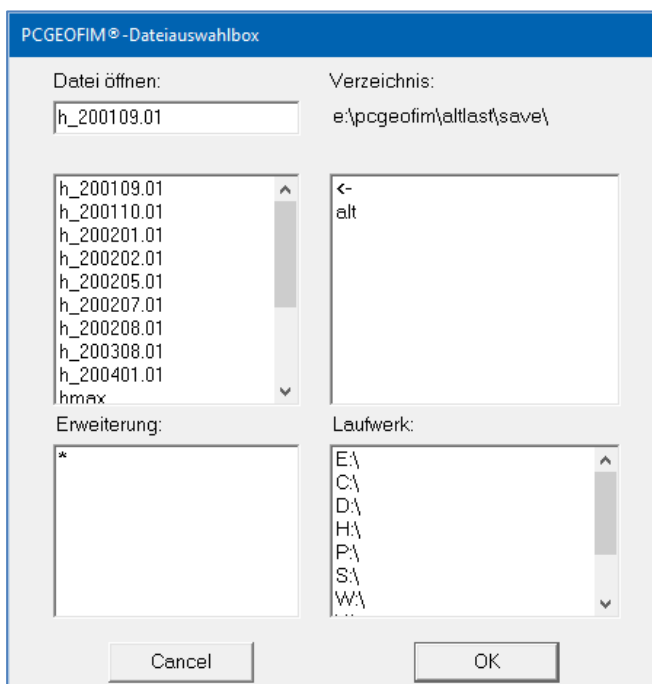 PCGEOFIM®-Dateiauswahlbox
Datei öffnen:
h_200109.01
Verzeichnis:
e:\pcgeofim\altlast\save\
h_200109.01
h_200110.01
h_200201.01
h_200202.01
h_200205.01
h_200207.01
h_200208.01
h_200308.01
h_200401.01
hmax
<-
alt
Erweiterung:
*
Laufwerk:
E:\
C:\
D:\
H:\
P:\
S:\
W:\
Cancel
OK